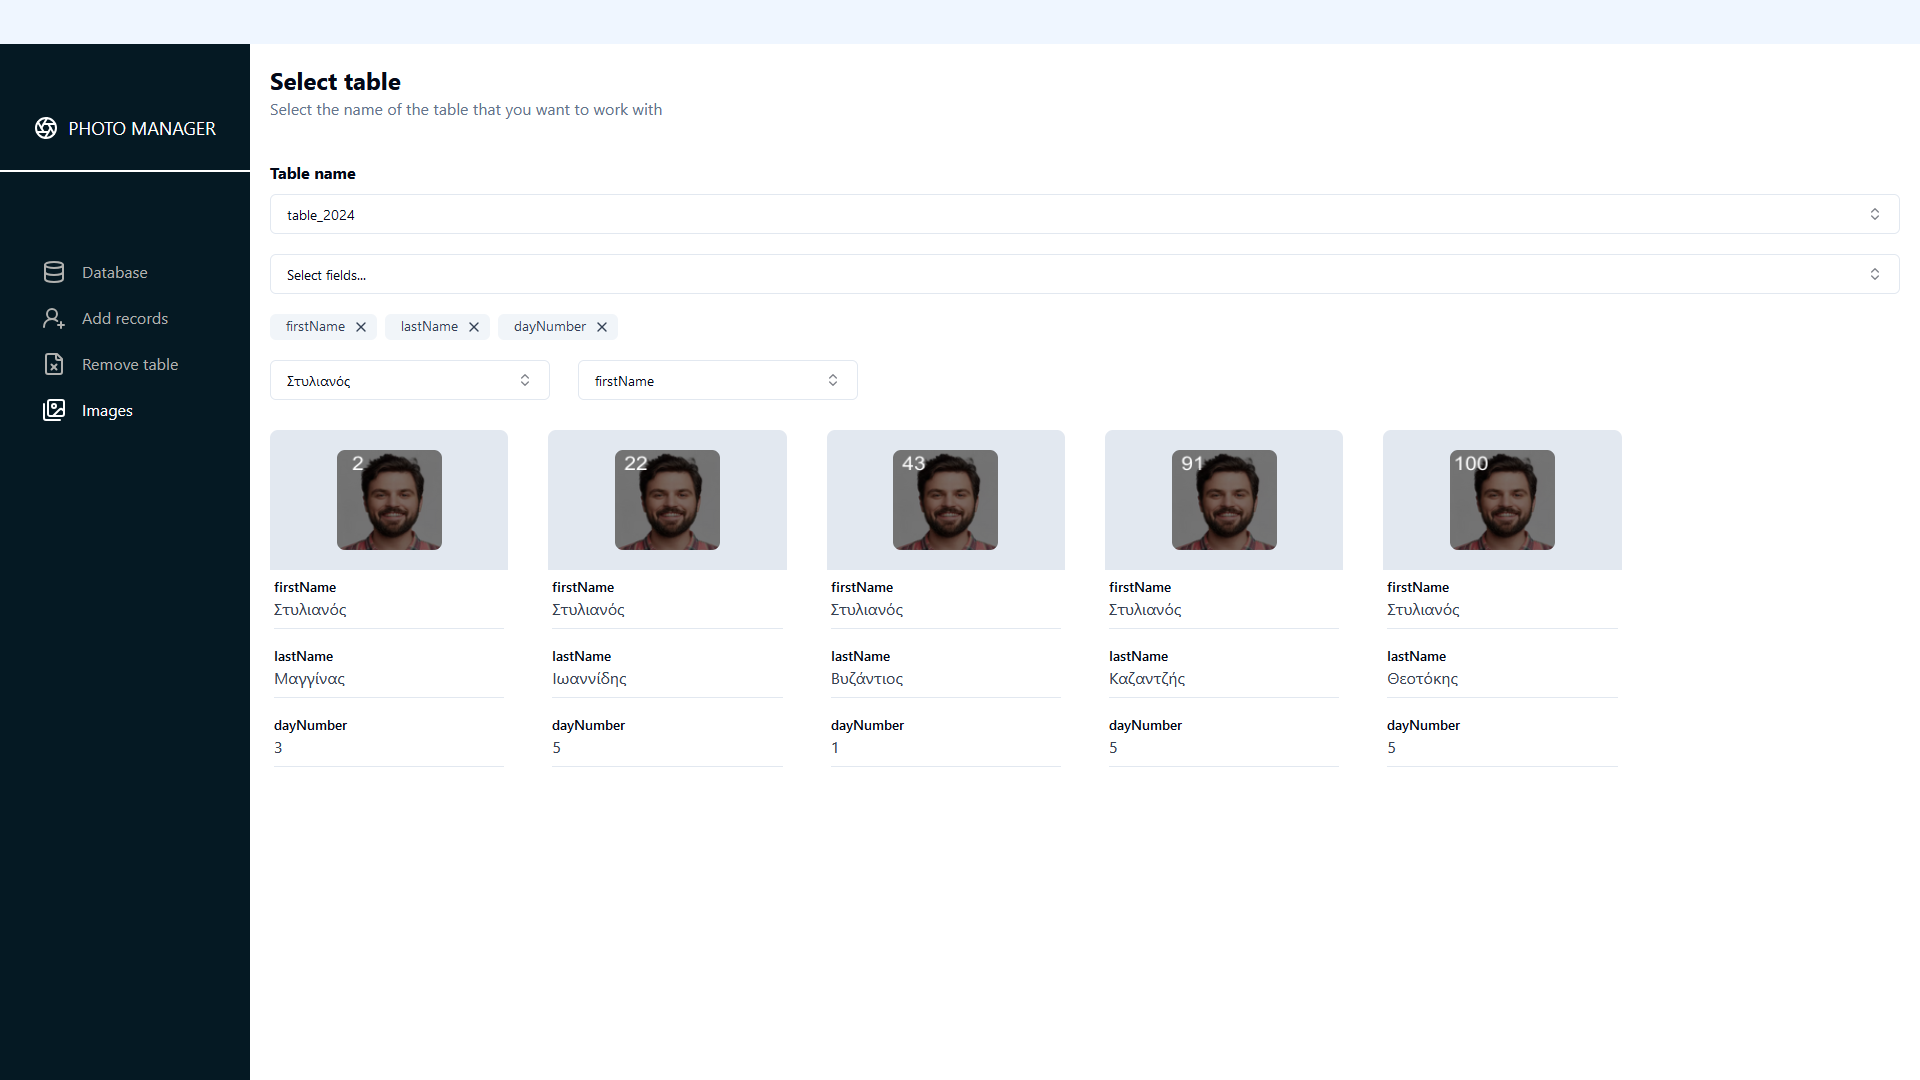 PHOTO MANAGER
Database
Add records
Remove table
Images
Select table
Select the name of the table that you want to work with
Table name
table_2024
Select fields...
firstName lastName dayNumber
Στυλιανός firstName
2 22 43 91 100
firstName firstName firstName firstName firstName
Στυλιανός Στυλιανός Στυλιανός Στυλιανός Στυλιανός
lastName lastName lastName lastName lastName
Μαγγίνας Ιωαννίδης Βυζάντιος Καζαντζής Θεοτόκης
dayNumber dayNumber dayNumber dayNumber dayNumber
3 5 1 5 5